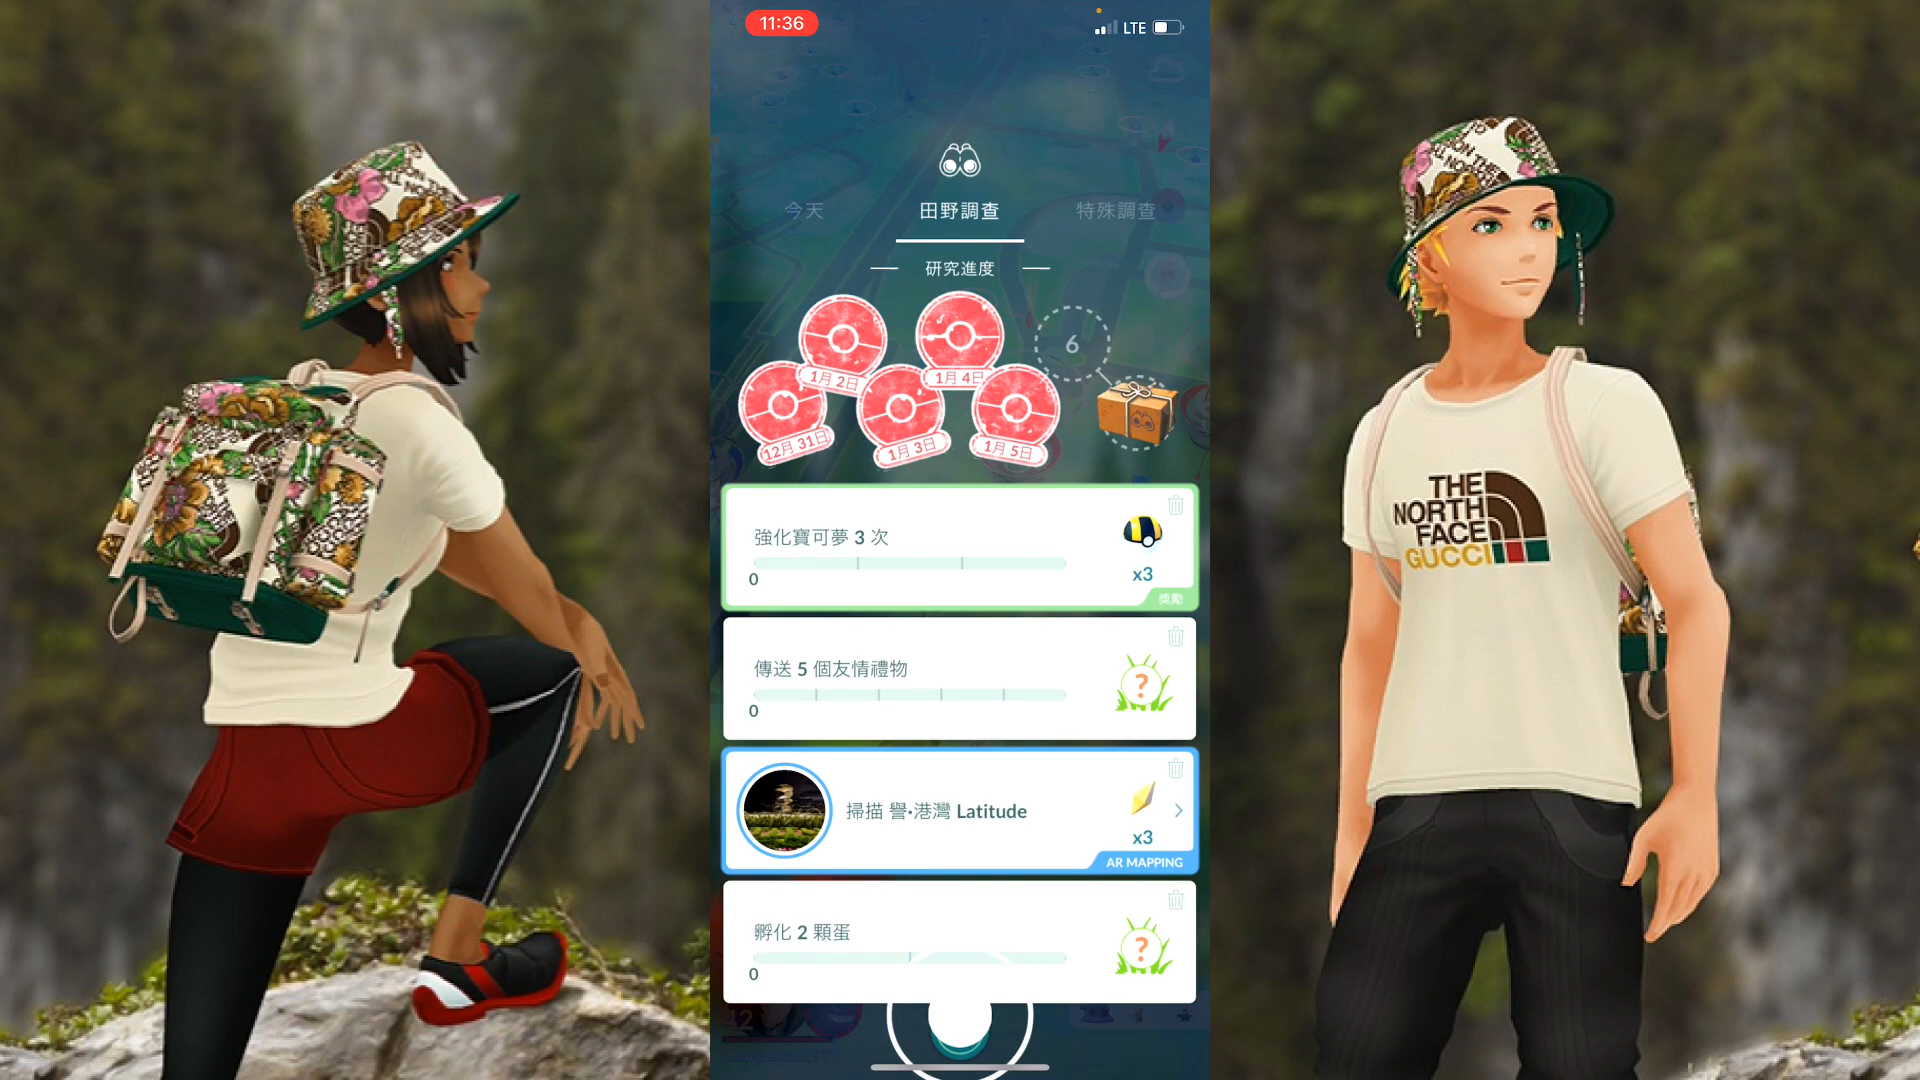 11:36
LTE
今天
田野調查
特殊調查
研究進度
1月 2日
1月 4日
6
12月 31日
1月 3日
1月 5日
強化寶可夢 3 次
0
x3
獎勵
傳送 5 個友情禮物
0
?
掃描 譽•港灣 Latitude
x3
AR MAPPING
孵化 2 顆蛋
0
?
THE
NORTH
FACE
GUCCI